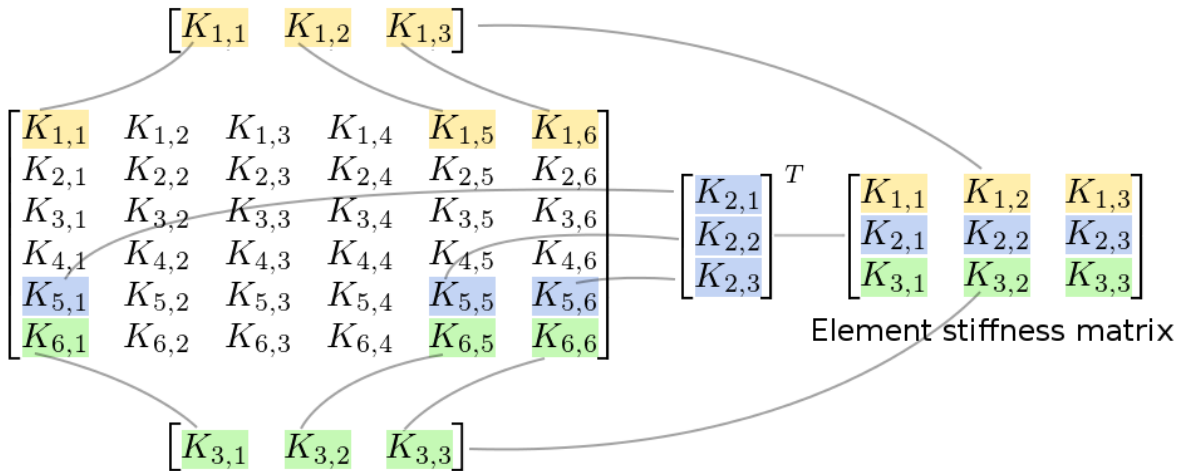 [K1,1 K1,2 K1,3]
K1,1 K1,2 K1,3 K1,4 K1,5 K1,6
K2,1 K2,2 K2,3 K2,4 K2,5 K2,6
K3,1 K3,2 K3,3 K3,4 K3,5 K3,6
K4,1 K4,2 K4,3 K4,4 K4,5 K4,6
K5,1 K5,2 K5,3 K5,4 K5,5 K5,6
K6,1 K6,2 K6,3 K6,4 K6,5 K6,6
K2,1
K2,2
K2,3
T
K1,1 K1,2 K1,3
K2,1 K2,2 K2,3
K3,1 K3,2 K3,3
Element stiffness matrix
[K3,1 K3,2 K3,3]